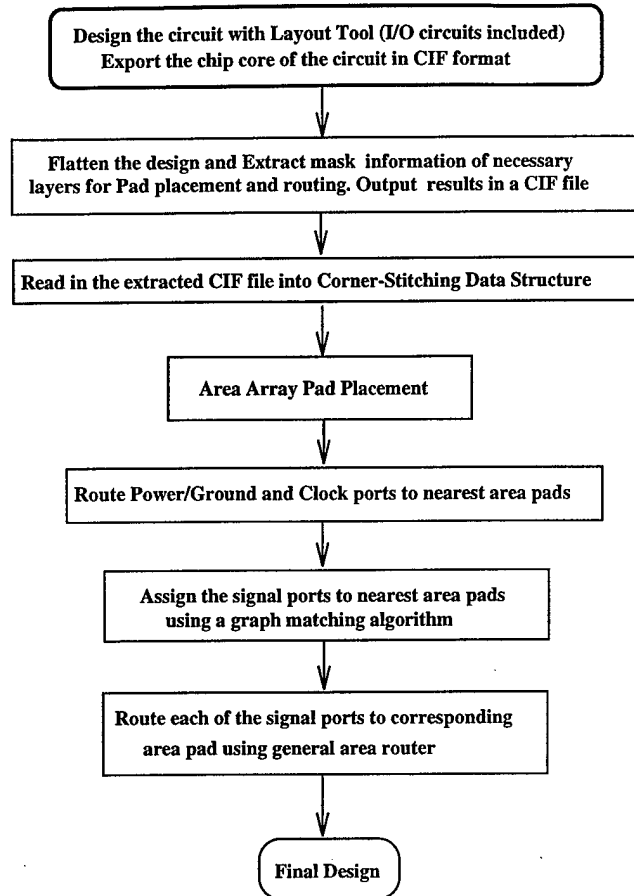 Design the circuit with Layout Tool (I/O circuits included)
Export the chip core of the circuit in CIF format
Flatten the design and Extract mask information of necessary
layers for Pad placement and routing. Output results in a CIF file
Read in the extracted CIF file into Corner-Stitching Data Structure
Area Array Pad Placement
Route Power/Ground and Clock ports to nearest area pads
Assign the signal ports to nearest area pads
using a graph matching algorithm
Route each of the signal ports to corresponding
area pad using general area router
Final Design